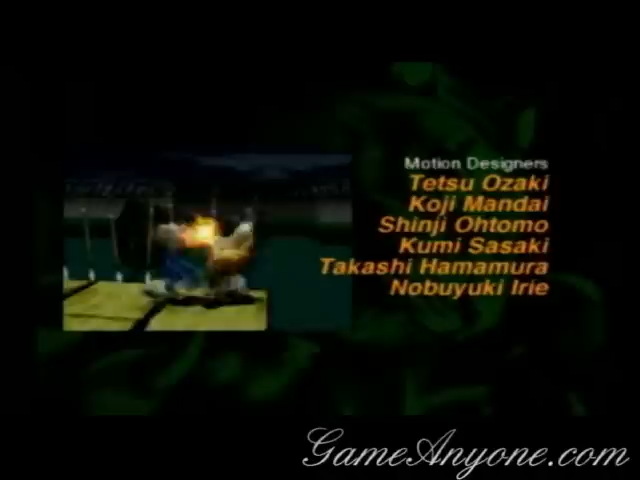 Motion Designers
Tetsu Ozaki
Koji Mandai
Shinji Ohtomo
Kumi Sasaki
Takashi Hamamura
Nobuyuki Irie
GameAnyone.com